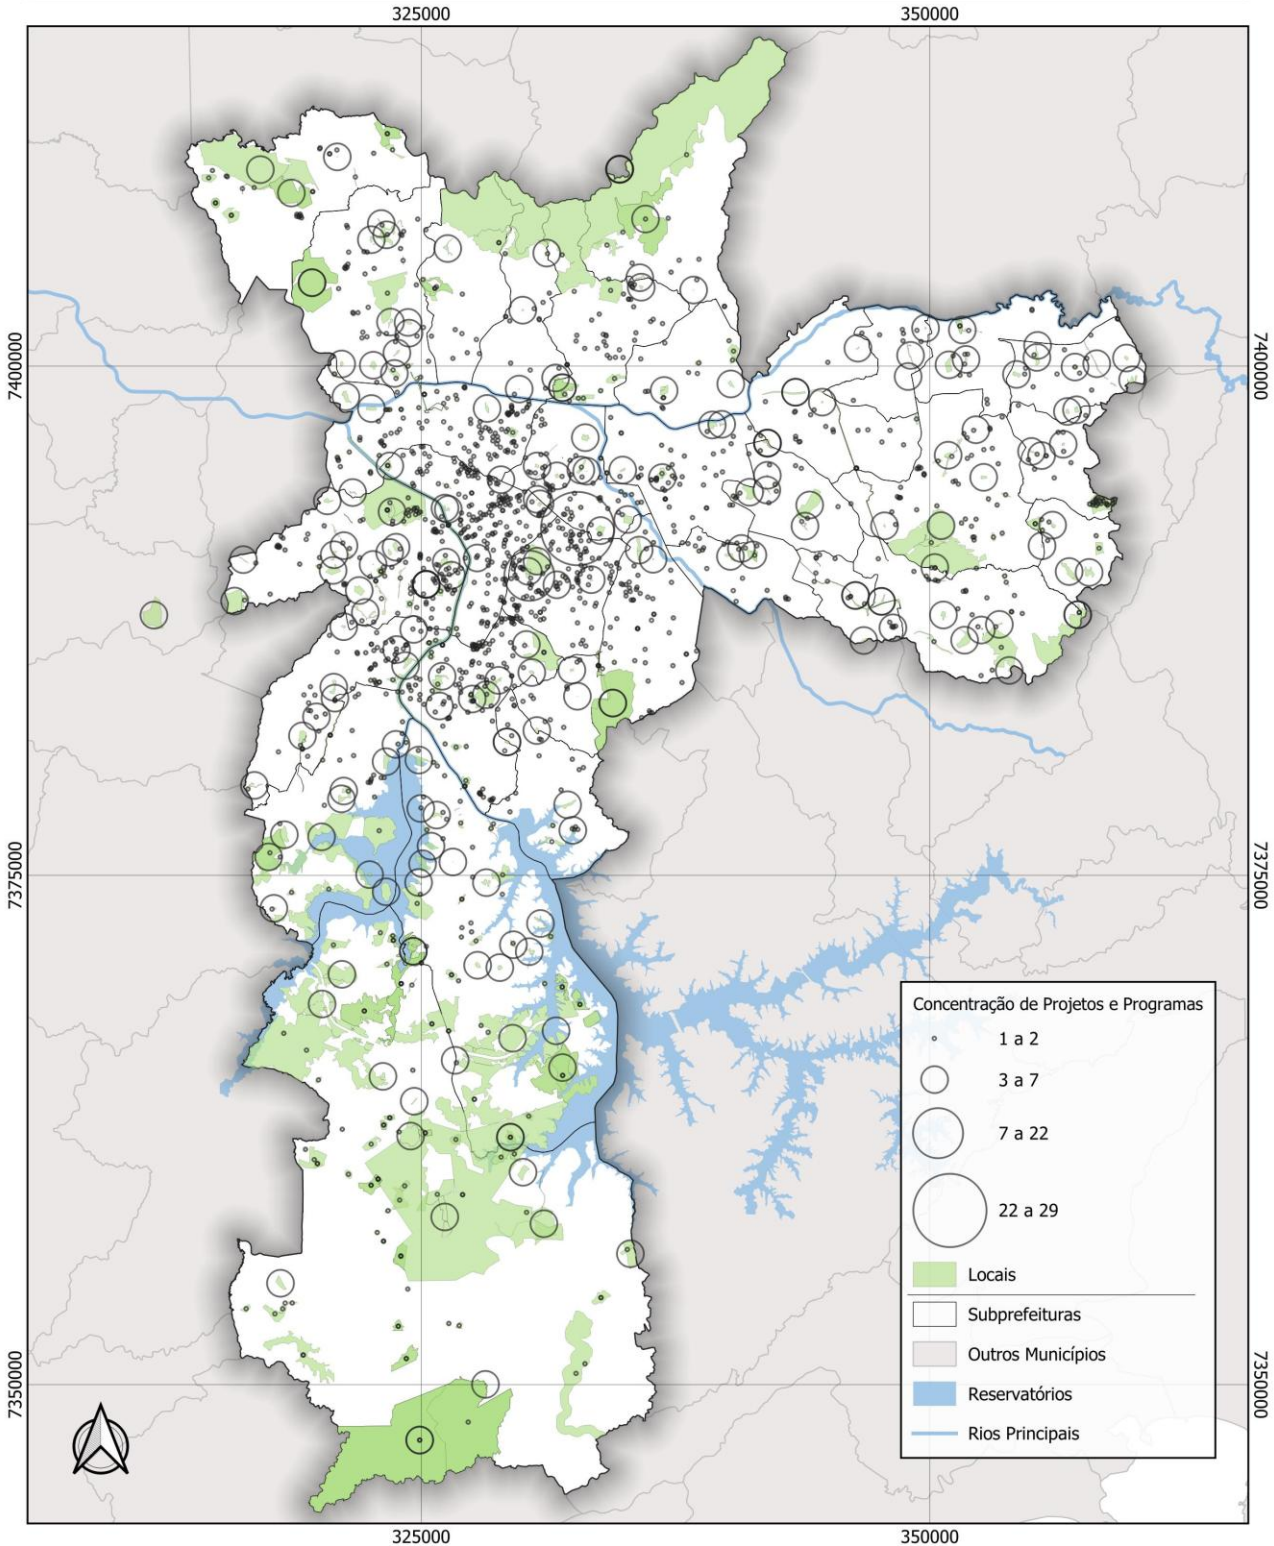 325000
350000
7400000
7400000
7375000
7375000
7350000
7350000
Concentração de Projetos e Programas
1 a 2
3 a 7
7 a 22
22 a 29
Locais
Subprefeituras
Outros Municípios
Reservatórios
Rios Principais
325000
350000